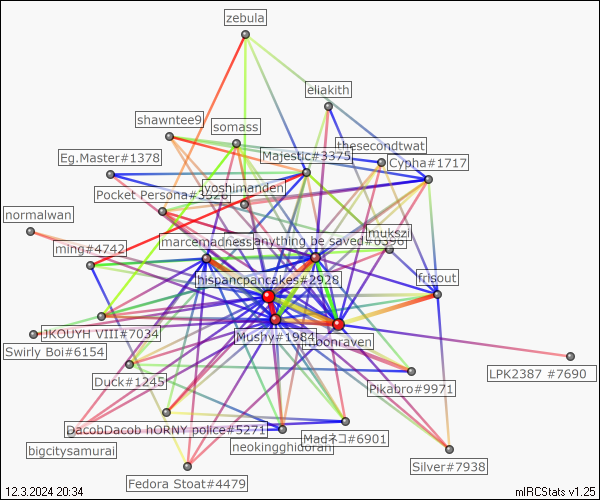 zebula
eliakith
shawntee9
somass
thesecondtwat
Majestic#3375
Eg.Master#1378
Cypha#1717
yoshimanden
Pocket Persona#3526
normalwan
mukszi
marcemadness
anything be saved#6396
ming#4742
frisout
hispancpancakes#2928
JKOUYH VIII#7034
Mushy#1984
moonraven
Swirly Boi#6154
LPK2387 #7690
Duck#1245
Pikabro#9971
DacobDacob hORNY police#5271
Madネコ#6901
bigcitysamurai
neokingghidorah
Silver#7938
Fedora Stoat#4479
12.3.2024 20:34
mIRCStats v1.25